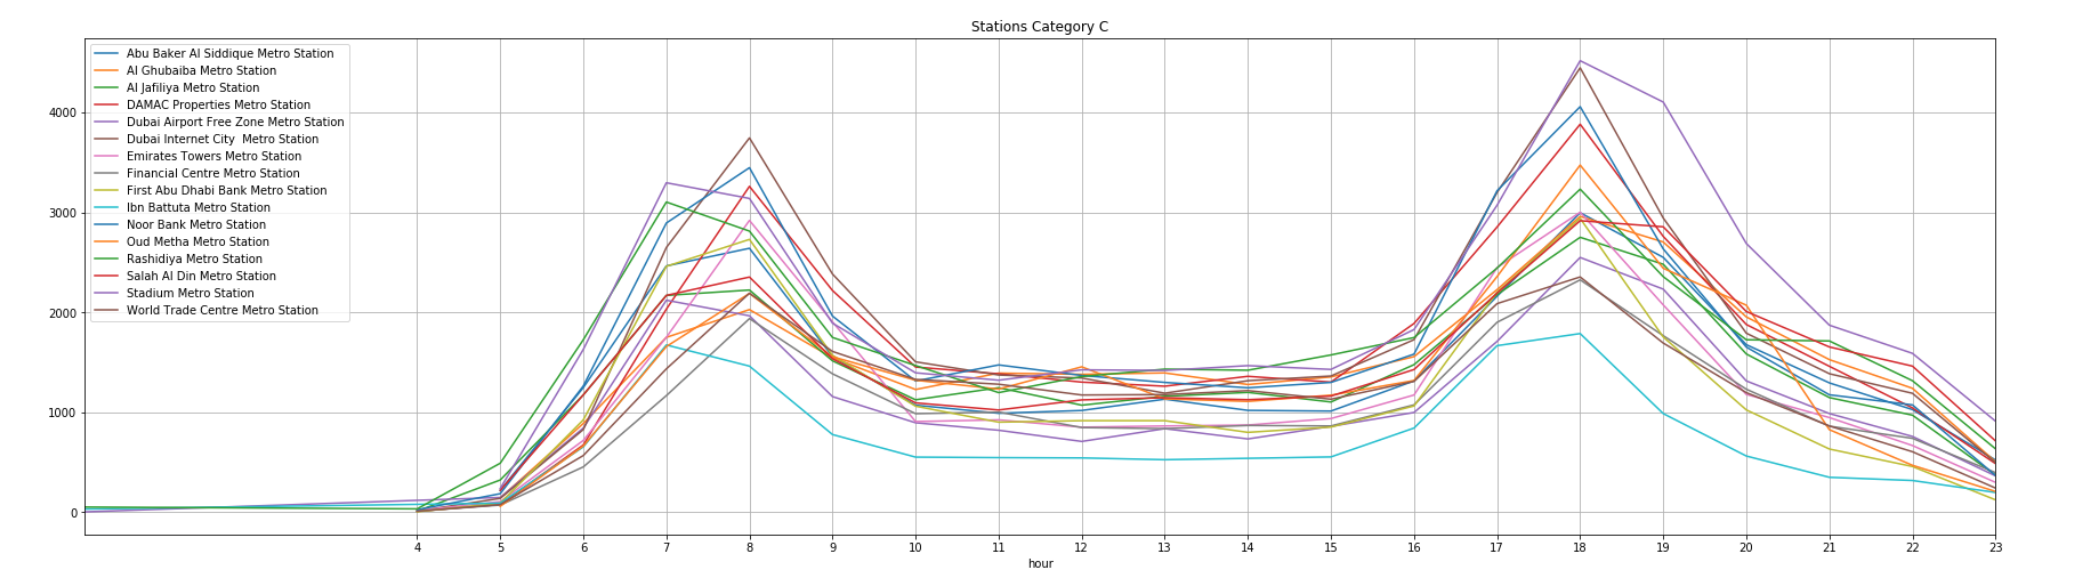 Stations Category C
Abu Baker Al Siddique Metro Station
Al Ghubaiba Metro Station
Al Jafiliya Metro Station
DAMAC Properties Metro Station
Dubai Airport Free Zone Metro Station
Dubai Internet City  Metro Station
Emirates Towers Metro Station
Financial Centre Metro Station
First Abu Dhabi Bank Metro Station
Ibn Battuta Metro Station
Noor Bank Metro Station
Oud Metha Metro Station
Rashidiya Metro Station
Salah Al Din Metro Station
Stadium Metro Station
World Trade Centre Metro Station
4000
3000
2000
1000
0
4 5 6 7 8 9 10 11 12 13 14 15 16 17 18 19 20 21 22 23
hour